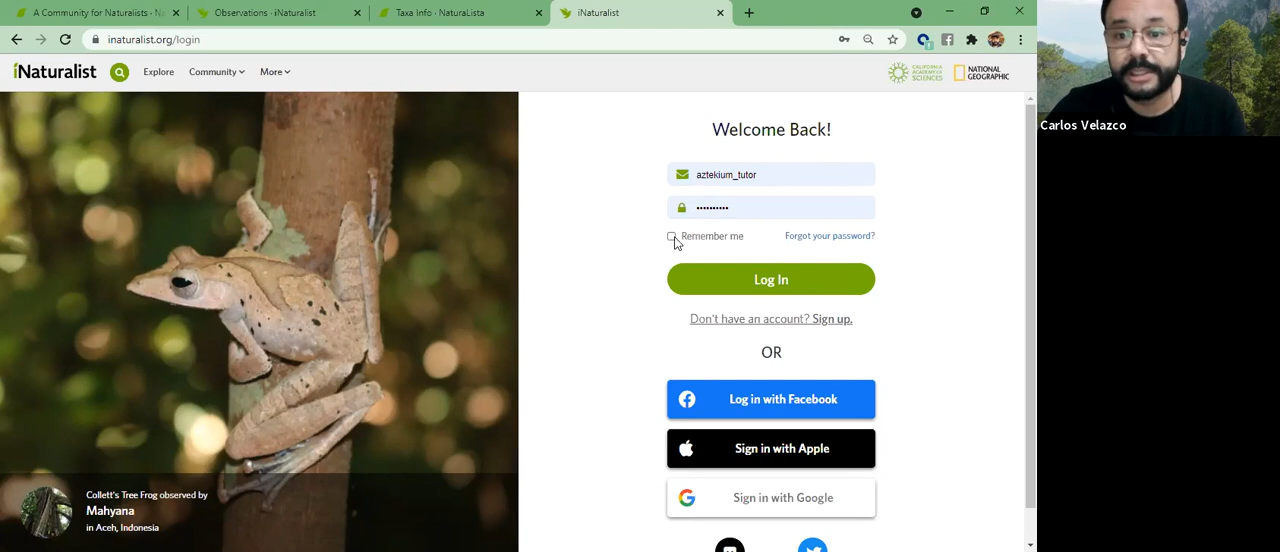 A Community for Naturalists · N
Observations · iNaturalist
Taxa Info · NaturaLista
iNaturalist
inaturalist.org/login
iNaturalist
Explore
Community
More
CALIFORNIA
ACADEMY OF
SCIENCES
NATIONAL
GEOGRAPHIC
Carlos Velazco
Welcome Back!
aztekium_tutor
••••••••••
Remember me
Forgot your password?
Log In
Don't have an account? Sign up.
OR
Log in with Facebook
Sign in with Apple
Sign in with Google
Collett's Tree Frog observed by
Mahyana
in Aceh, Indonesia